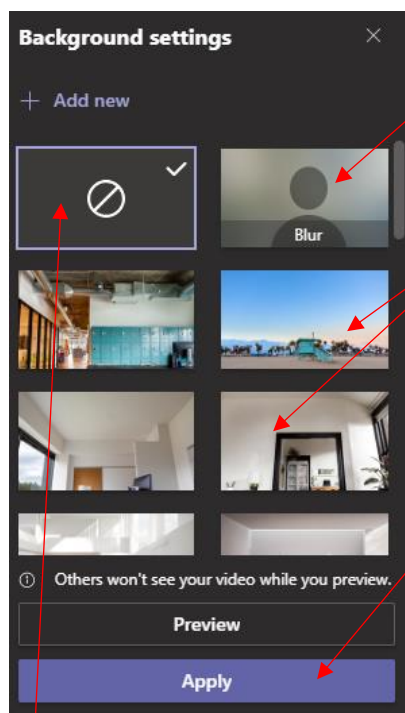 Background settings
Add new
Blur
Others won't see your video while you preview.
Preview
Apply